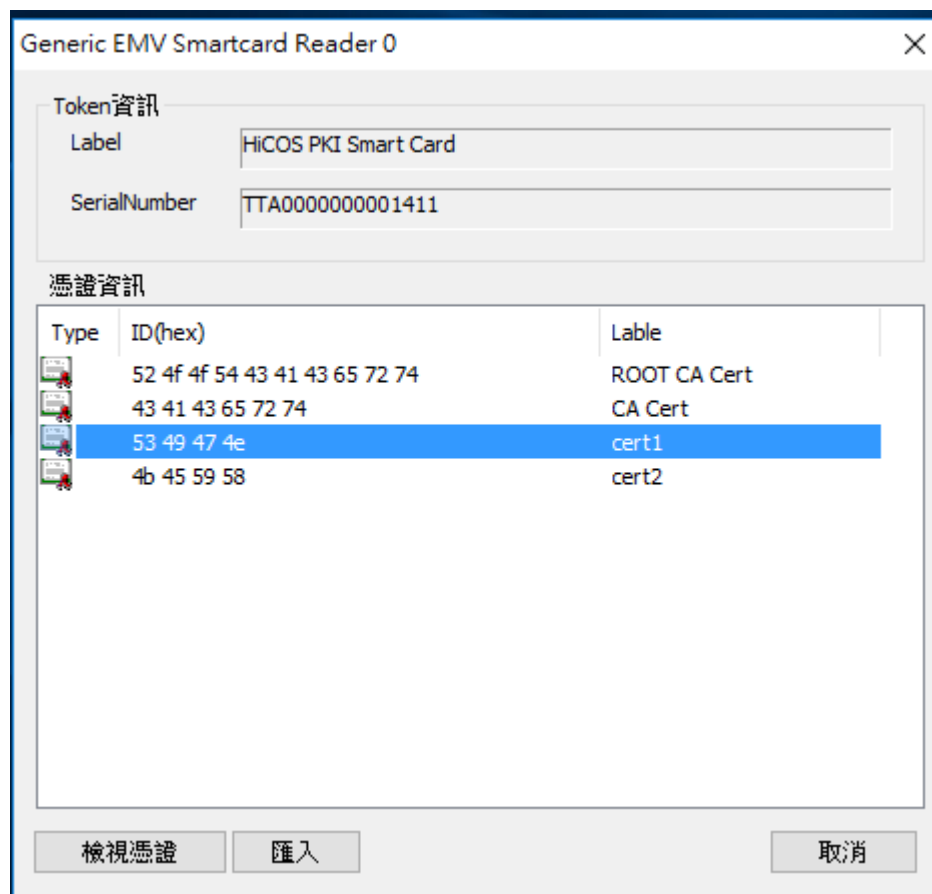 Generic EMV Smartcard Reader 0
Token資訊
Label HiCOS PKI Smart Card
SerialNumber TTA0000000001411
憑證資訊
Type ID(hex) Lable
52 4f 4f 54 43 41 43 65 72 74 ROOT CA Cert
43 41 43 65 72 74 CA Cert
53 49 47 4e cert1
4b 45 59 58 cert2
檢視憑證 匯入 取消